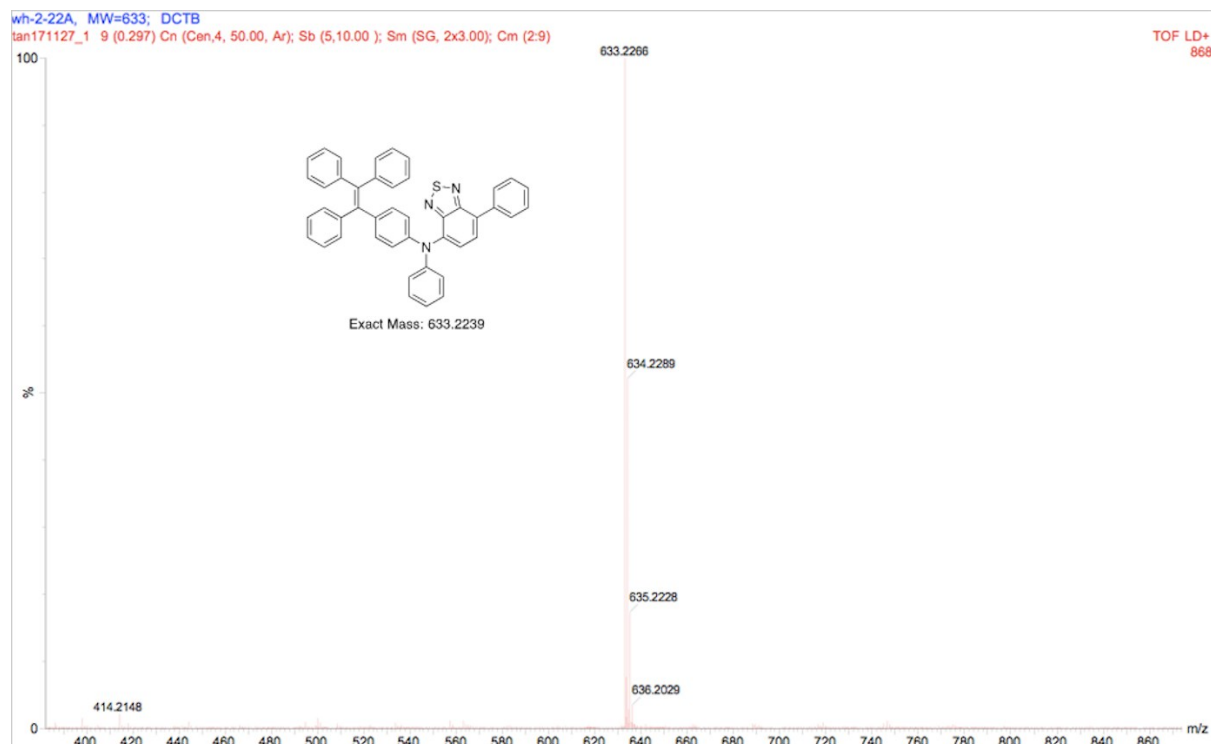 wh-2-22A, MW=633; DCTB
tan171127_1 9 (0.297) Cn (Cen,4, 50.00, Ar); Sb (5,10.00 ); Sm (SG, 2x3.00); Cm (2:9)
TOF LD+
868
100
633.2266
S
N
N
N
Exact Mass: 633.2239
634.2289
%
635.2228
636.2029
414.2148
0
m/z
400 420 440 460 480 500 520 540 560 580 600 620 640 660 680 700 720 740 760 780 800 820 840 860